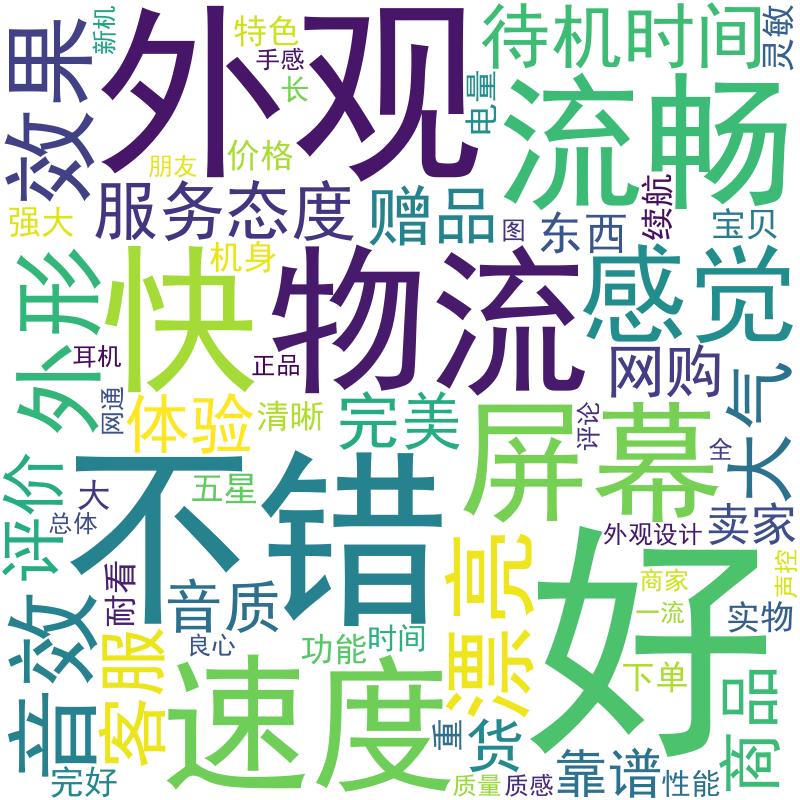 新机
外观
特色
手感
长
待机时间
灵敏
效果
电量
流畅
朋友
价格
强大
服务态度
赠品
图
东西
续航
宝贝
机身
外形
快
物流
感觉
耳机
正品
网购
大气
网通
体验
清晰
完美
屏幕
评论
全
评价
大
总体
不错
五星
外观设计
卖家
耐看
音质
漂亮
好
商家
声控
一流
实物
音效
客服
良心
功能
时间
下单
速度
重
货
商品
完好
质量
质感
靠谱
性能